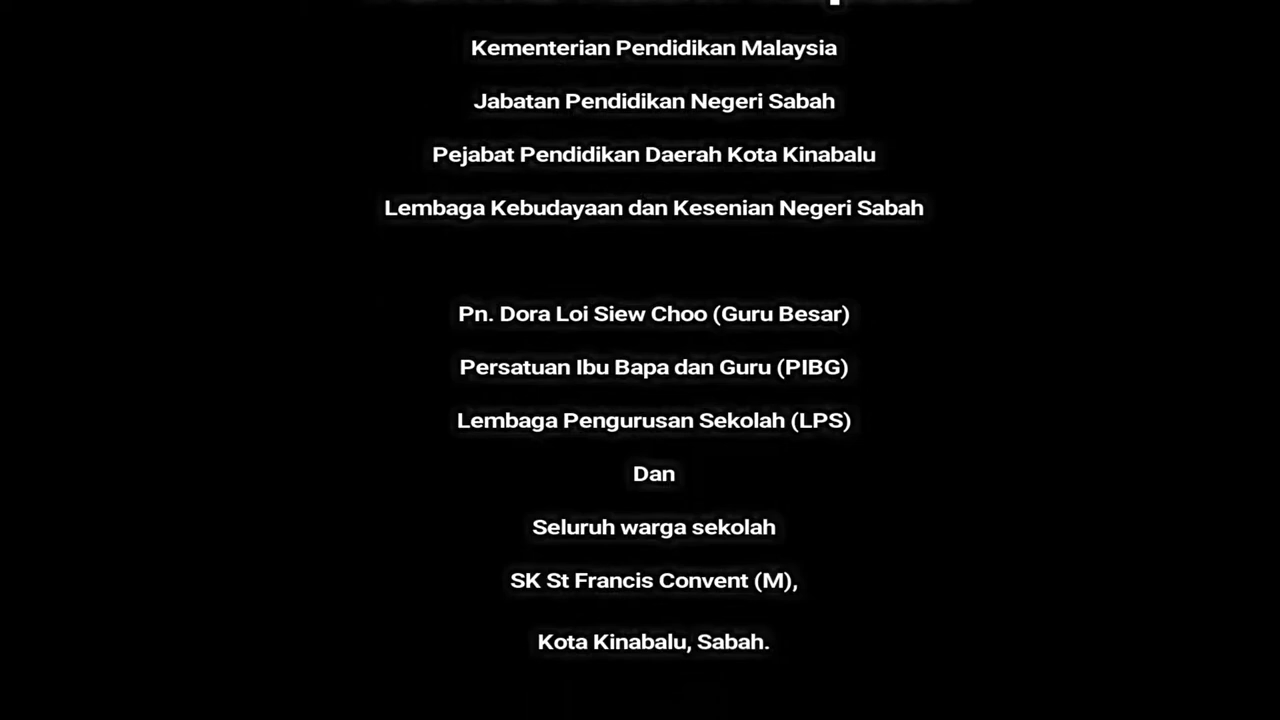 Kementerian Pendidikan Malaysia
Jabatan Pendidikan Negeri Sabah
Pejabat Pendidikan Daerah Kota Kinabalu
Lembaga Kebudayaan dan Kesenian Negeri Sabah
Pn. Dora Loi Siew Choo (Guru Besar)
Persatuan Ibu Bapa dan Guru (PIBG)
Lembaga Pengurusan Sekolah (LPS)
Dan
Seluruh warga sekolah
SK St Francis Convent (M),
Kota Kinabalu, Sabah.